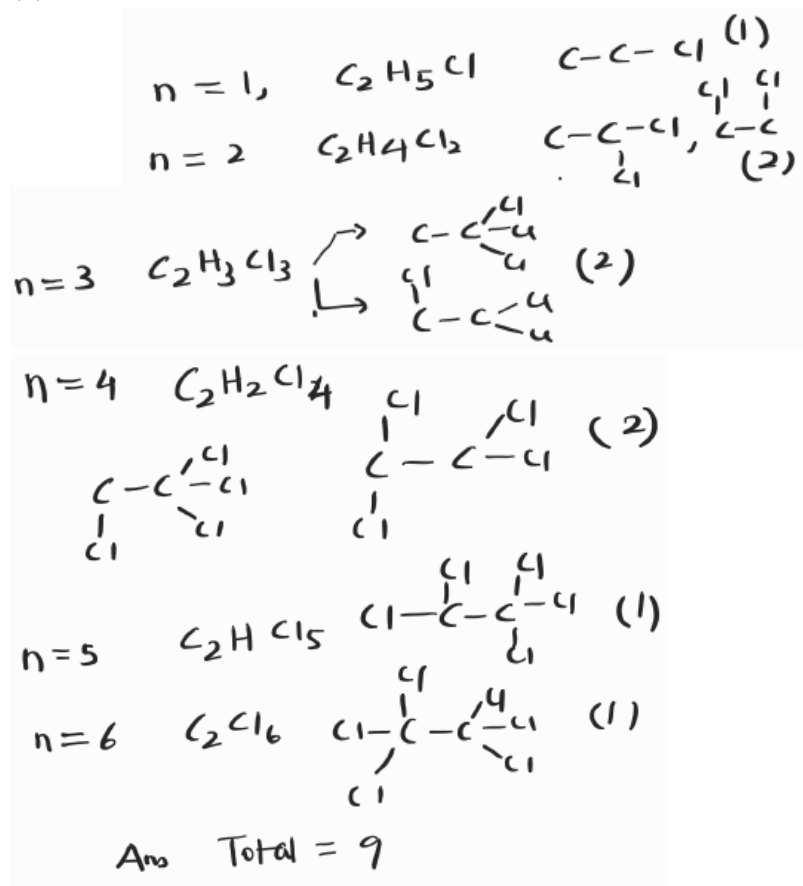 n = 1, C2H5Cl C-C-Cl (1)
n = 2 C2H4Cl2 C-C-Cl, Cl Cl
Cl C-C (2)
n = 3 C2H3Cl3 → C-C Cl Cl Cl
→ Cl C-C Cl Cl (2)
n = 4 C2H2Cl4
C-C Cl Cl Cl Cl
Cl C-C Cl Cl Cl (2)
n = 5 C2HCl5 Cl-C-C-Cl Cl Cl Cl (1)
n = 6 C2Cl6 Cl-C-C-Cl Cl Cl Cl Cl (1)
Ans Total = 9